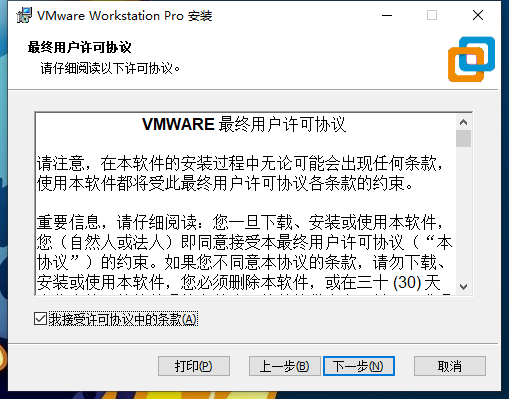 VMware Workstation Pro 安装
最终用户许可协议
请仔细阅读以下许可协议。
VMWARE 最终用户许可协议
请注意，在本软件的安装过程中无论可能会出现任何条款，
使用本软件都将受此最终用户许可协议各条款的约束。
重要信息，请仔细阅读：您一旦下载、安装或使用本软件，
您（自然人或法人）即同意接受本最终用户许可协议（“本
协议”）的约束。如果您不同意本协议的条款，请勿下载、
安装或使用本软件，您必须删除本软件，或在三十 (30) 天
我接受许可协议中的条款(A)
打印(P)
上一步(B)
下一步(N)
取消